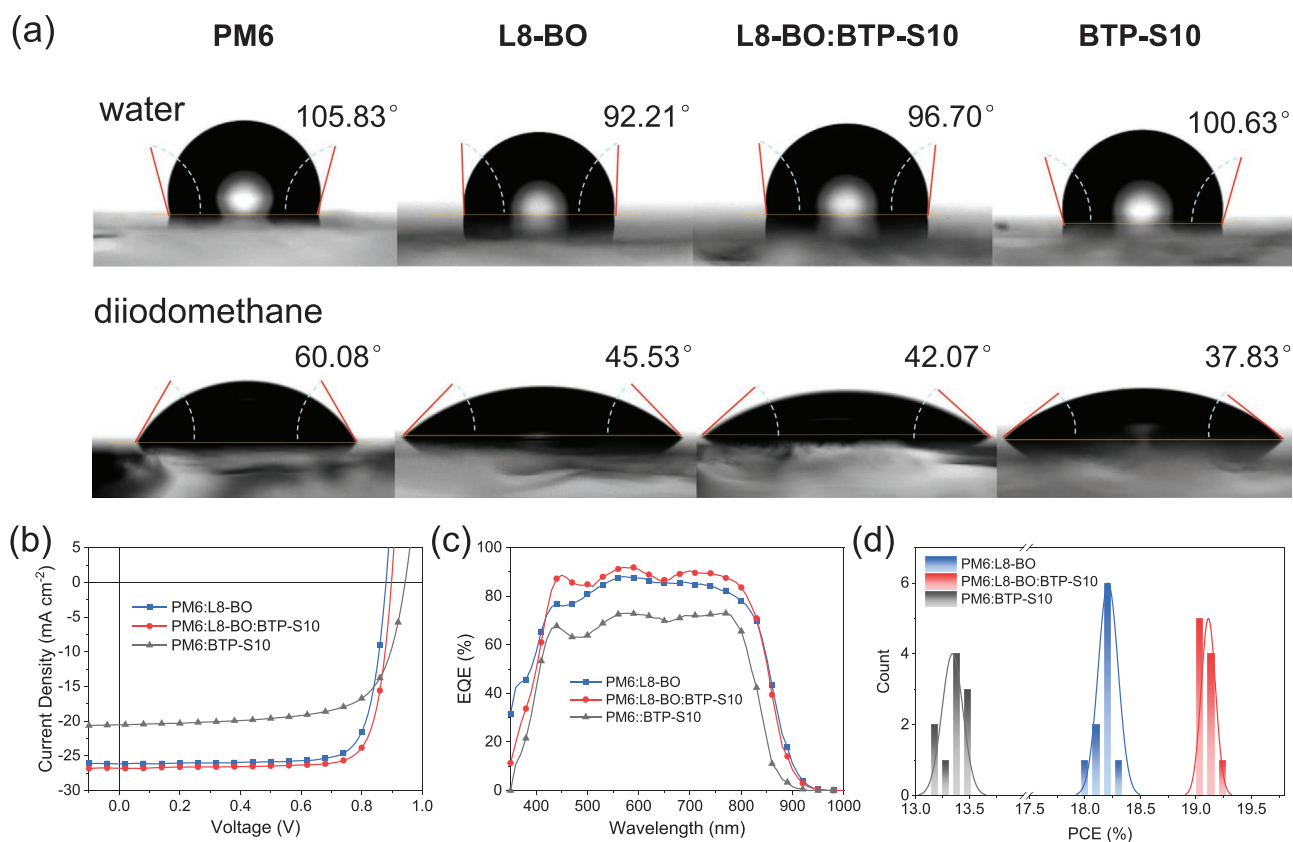 (a)
PM6
L8-BO
L8-BO:BTP-S10
BTP-S10
water
105.83°
92.21°
96.70°
100.63°
diiodomethane
60.08°
45.53°
42.07°
37.83°
(b)
5
0
-5
-10
-15
-20
-25
-30
Current Density (mA cm⁻²)
PM6:L8-BO
PM6:L8-BO:BTP-S10
PM6:BTP-S10
0.0
0.2
0.4
0.6
0.8
1.0
Voltage (V)
(c)
100
80
60
40
20
0
EQE (%)
PM6:L8-BO
PM6:L8-BO:BTP-S10
PM6::BTP-S10
400
500
600
700
800
900
1000
Wavelength (nm)
(d)
6
4
2
0
Count
PM6:L8-BO
PM6:L8-BO:BTP-S10
PM6:BTP-S10
13.0
13.5
17.5
18.0
18.5
19.0
19.5
PCE (%)